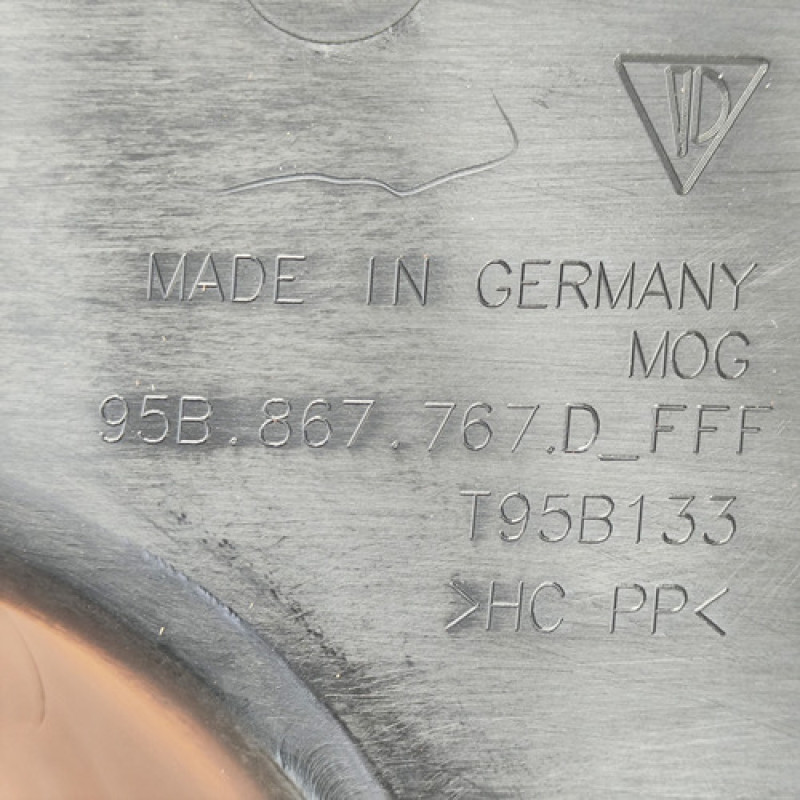 MADE IN GERMANY
MOG
95B.867.767.D_FFF
T95B133
>HC PP<